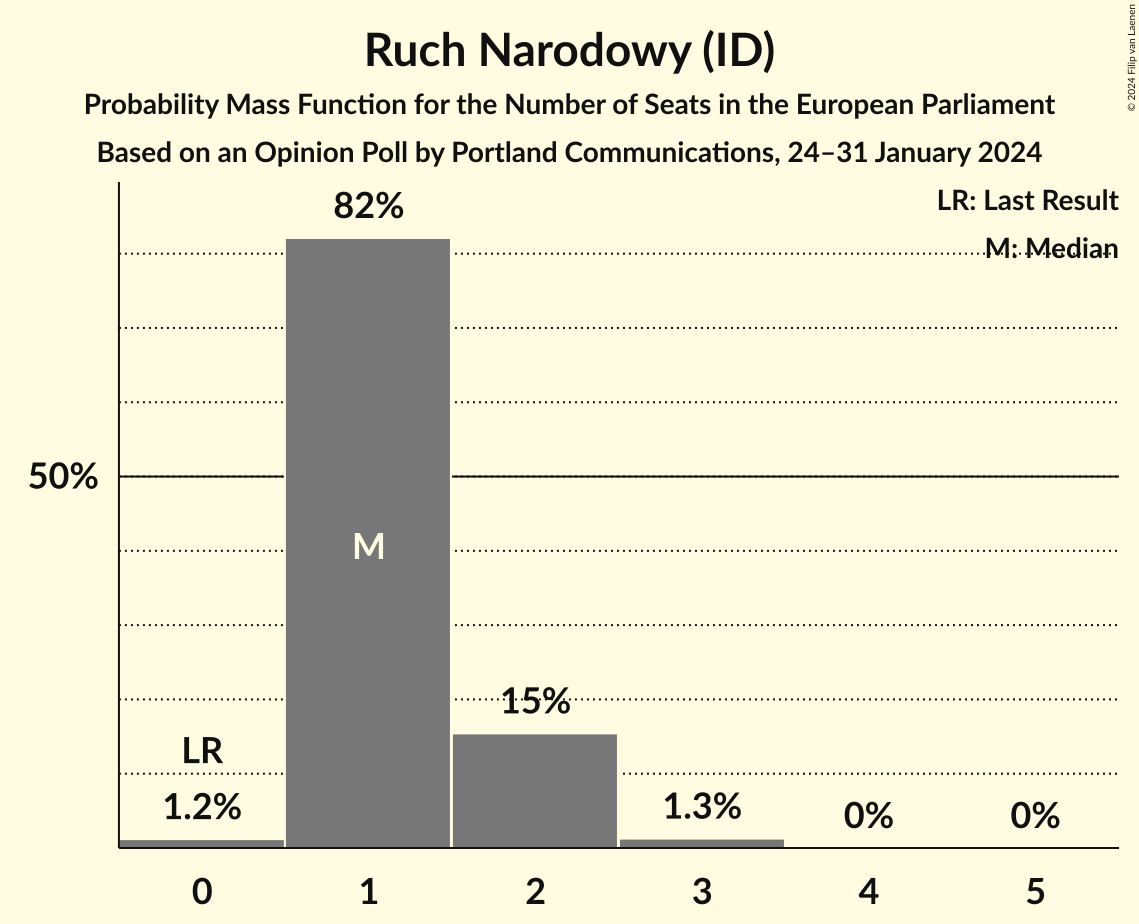 Ruch Narodowy (ID)
Probability Mass Function for the Number of Seats in the European Parliament
Based on an Opinion Poll by Portland Communications, 24–31 January 2024
© 2024 Filip van Laenen
LR: Last Result
M: Median
82%
50%
M
15%
LR
1.2%
1.3%
0%
0%
0 1 2 3 4 5